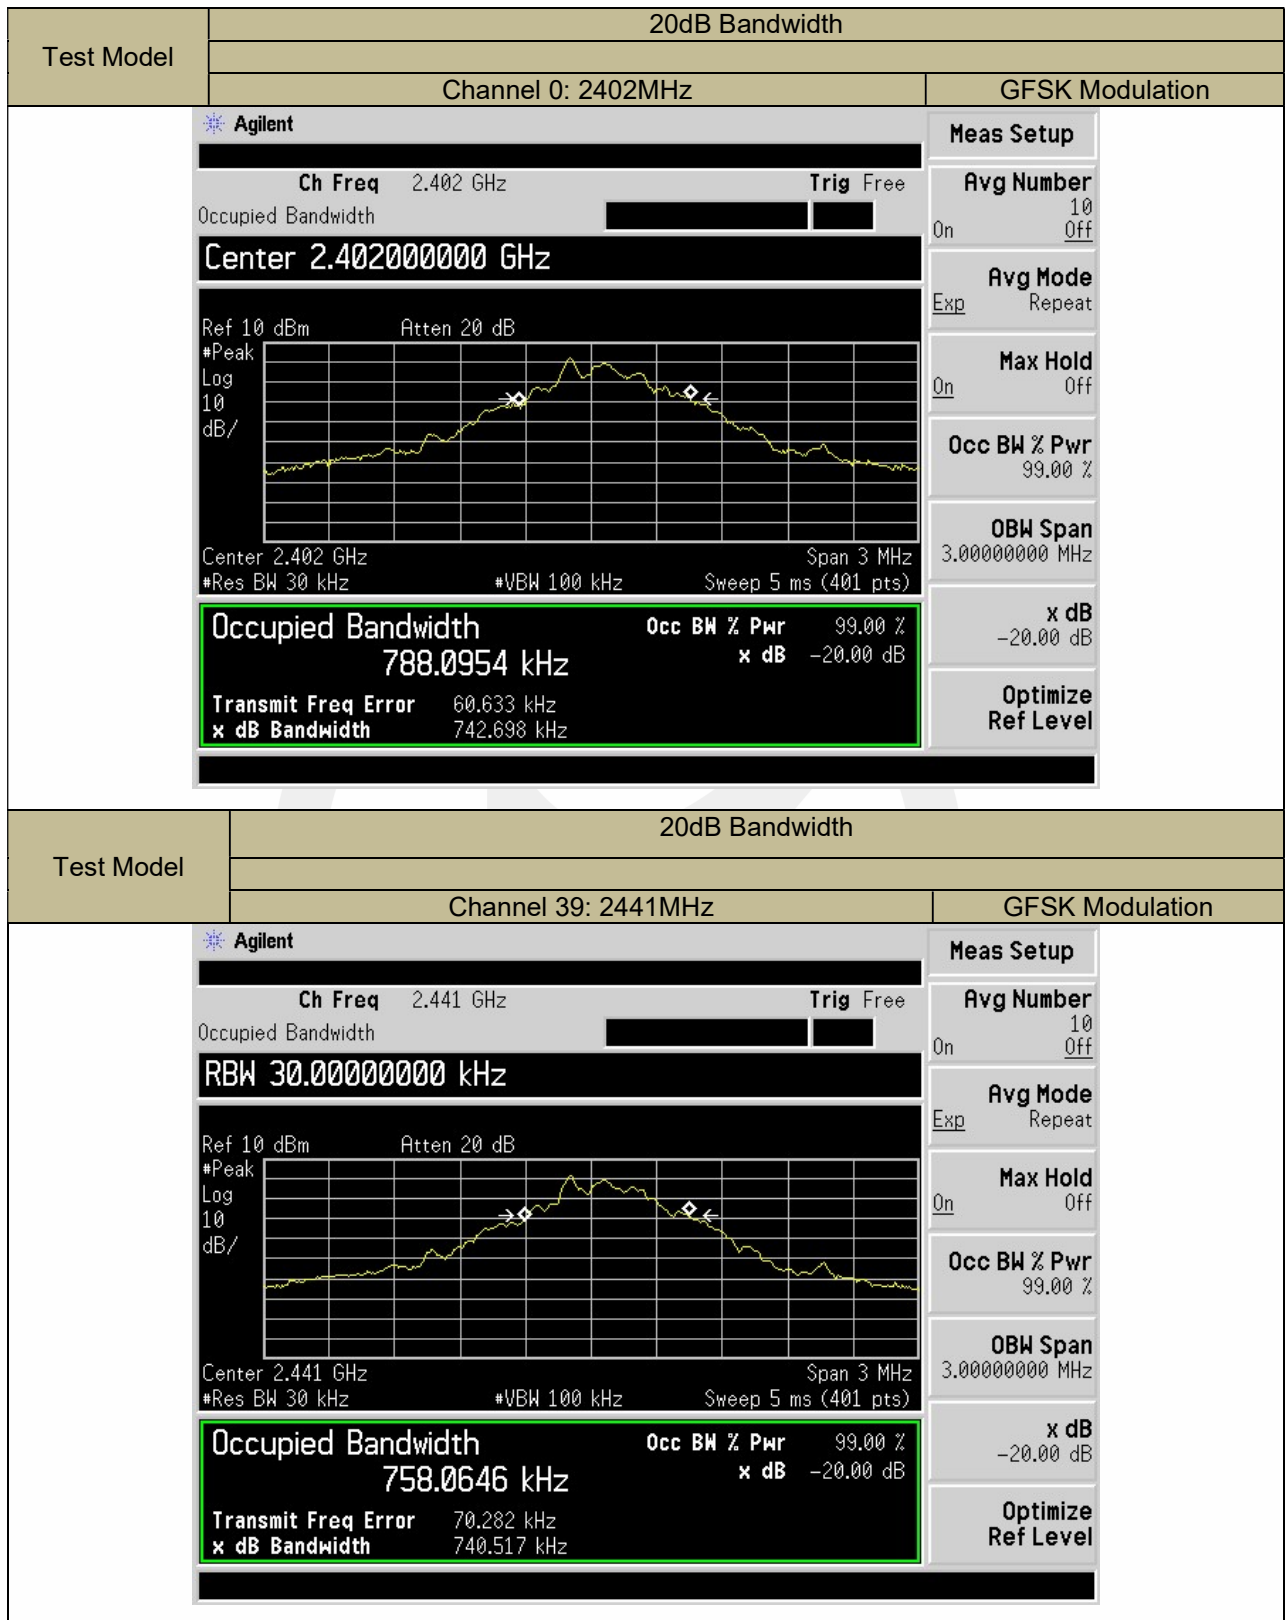 20dB Bandwidth
Test Model
Channel 0: 2402MHz GFSK Modulation
Agilent
Meas Setup
Ch Freq 2.402 GHz Trig Free
Occupied Bandwidth
Center 2.402000000 GHz
Ref 10 dBm Atten 20 dB
#Peak
Log
10
dB/
Center 2.402 GHz Span 3 MHz
#Res BW 30 kHz #VBW 100 kHz Sweep 5 ms (401 pts)
Occupied Bandwidth Occ BW % Pwr 99.00 %
788.0954 kHz x dB -20.00 dB
Transmit Freq Error 60.633 kHz
x dB Bandwidth 742.698 kHz
Avg Number
10
On Off
Avg Mode
Exp Repeat
Max Hold
On Off
Occ BW % Pwr
99.00 %
OBW Span
3.00000000 MHz
x dB
-20.00 dB
Optimize
Ref Level
20dB Bandwidth
Test Model
Channel 39: 2441MHz GFSK Modulation
Agilent
Meas Setup
Ch Freq 2.441 GHz Trig Free
Occupied Bandwidth
RBW 30.00000000 kHz
Ref 10 dBm Atten 20 dB
#Peak
Log
10
dB/
Center 2.441 GHz Span 3 MHz
#Res BW 30 kHz #VBW 100 kHz Sweep 5 ms (401 pts)
Occupied Bandwidth Occ BW % Pwr 99.00 %
758.0646 kHz x dB -20.00 dB
Transmit Freq Error 70.282 kHz
x dB Bandwidth 740.517 kHz
Avg Number
10
On Off
Avg Mode
Exp Repeat
Max Hold
On Off
Occ BW % Pwr
99.00 %
OBW Span
3.00000000 MHz
x dB
-20.00 dB
Optimize
Ref Level